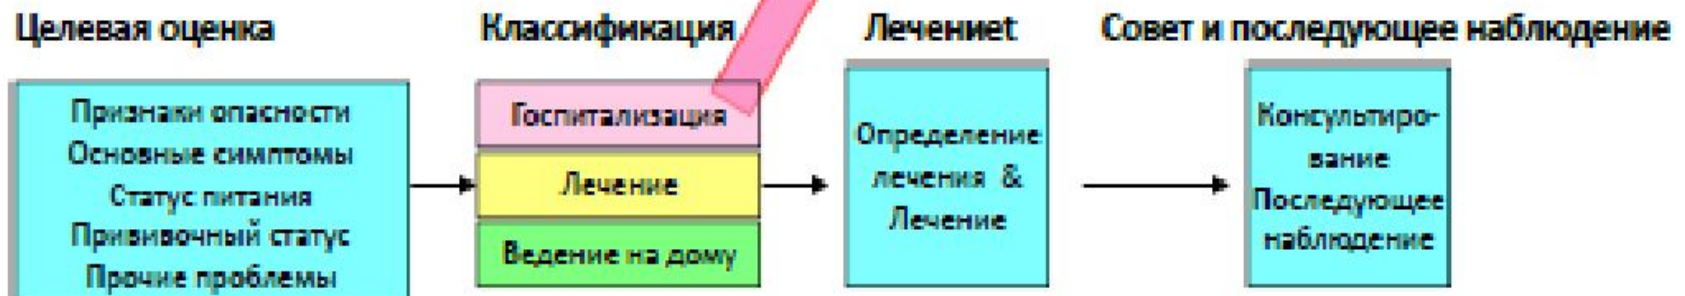 Целевая оценка
Классификация
Лечениеt
Совет и последующее наблюдение
Признаки опасности
Основные симптомы
Статус питания
Прививочный статус
Прочие проблемы
Госпитализация
Лечение
Ведение на дому
Определение
лечения &
Лечение
Консультиро-
вание
Последующее
наблюдение